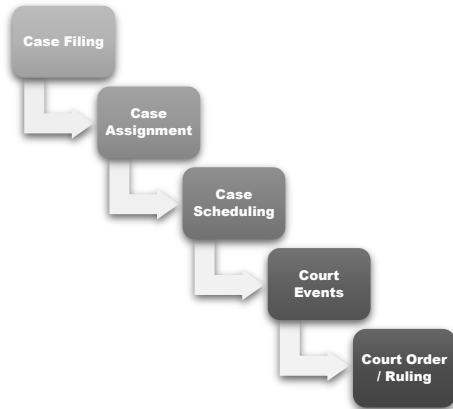 Case Filing
Case
Assignment
Case
Scheduling
Court
Events
Court Order
/ Ruling